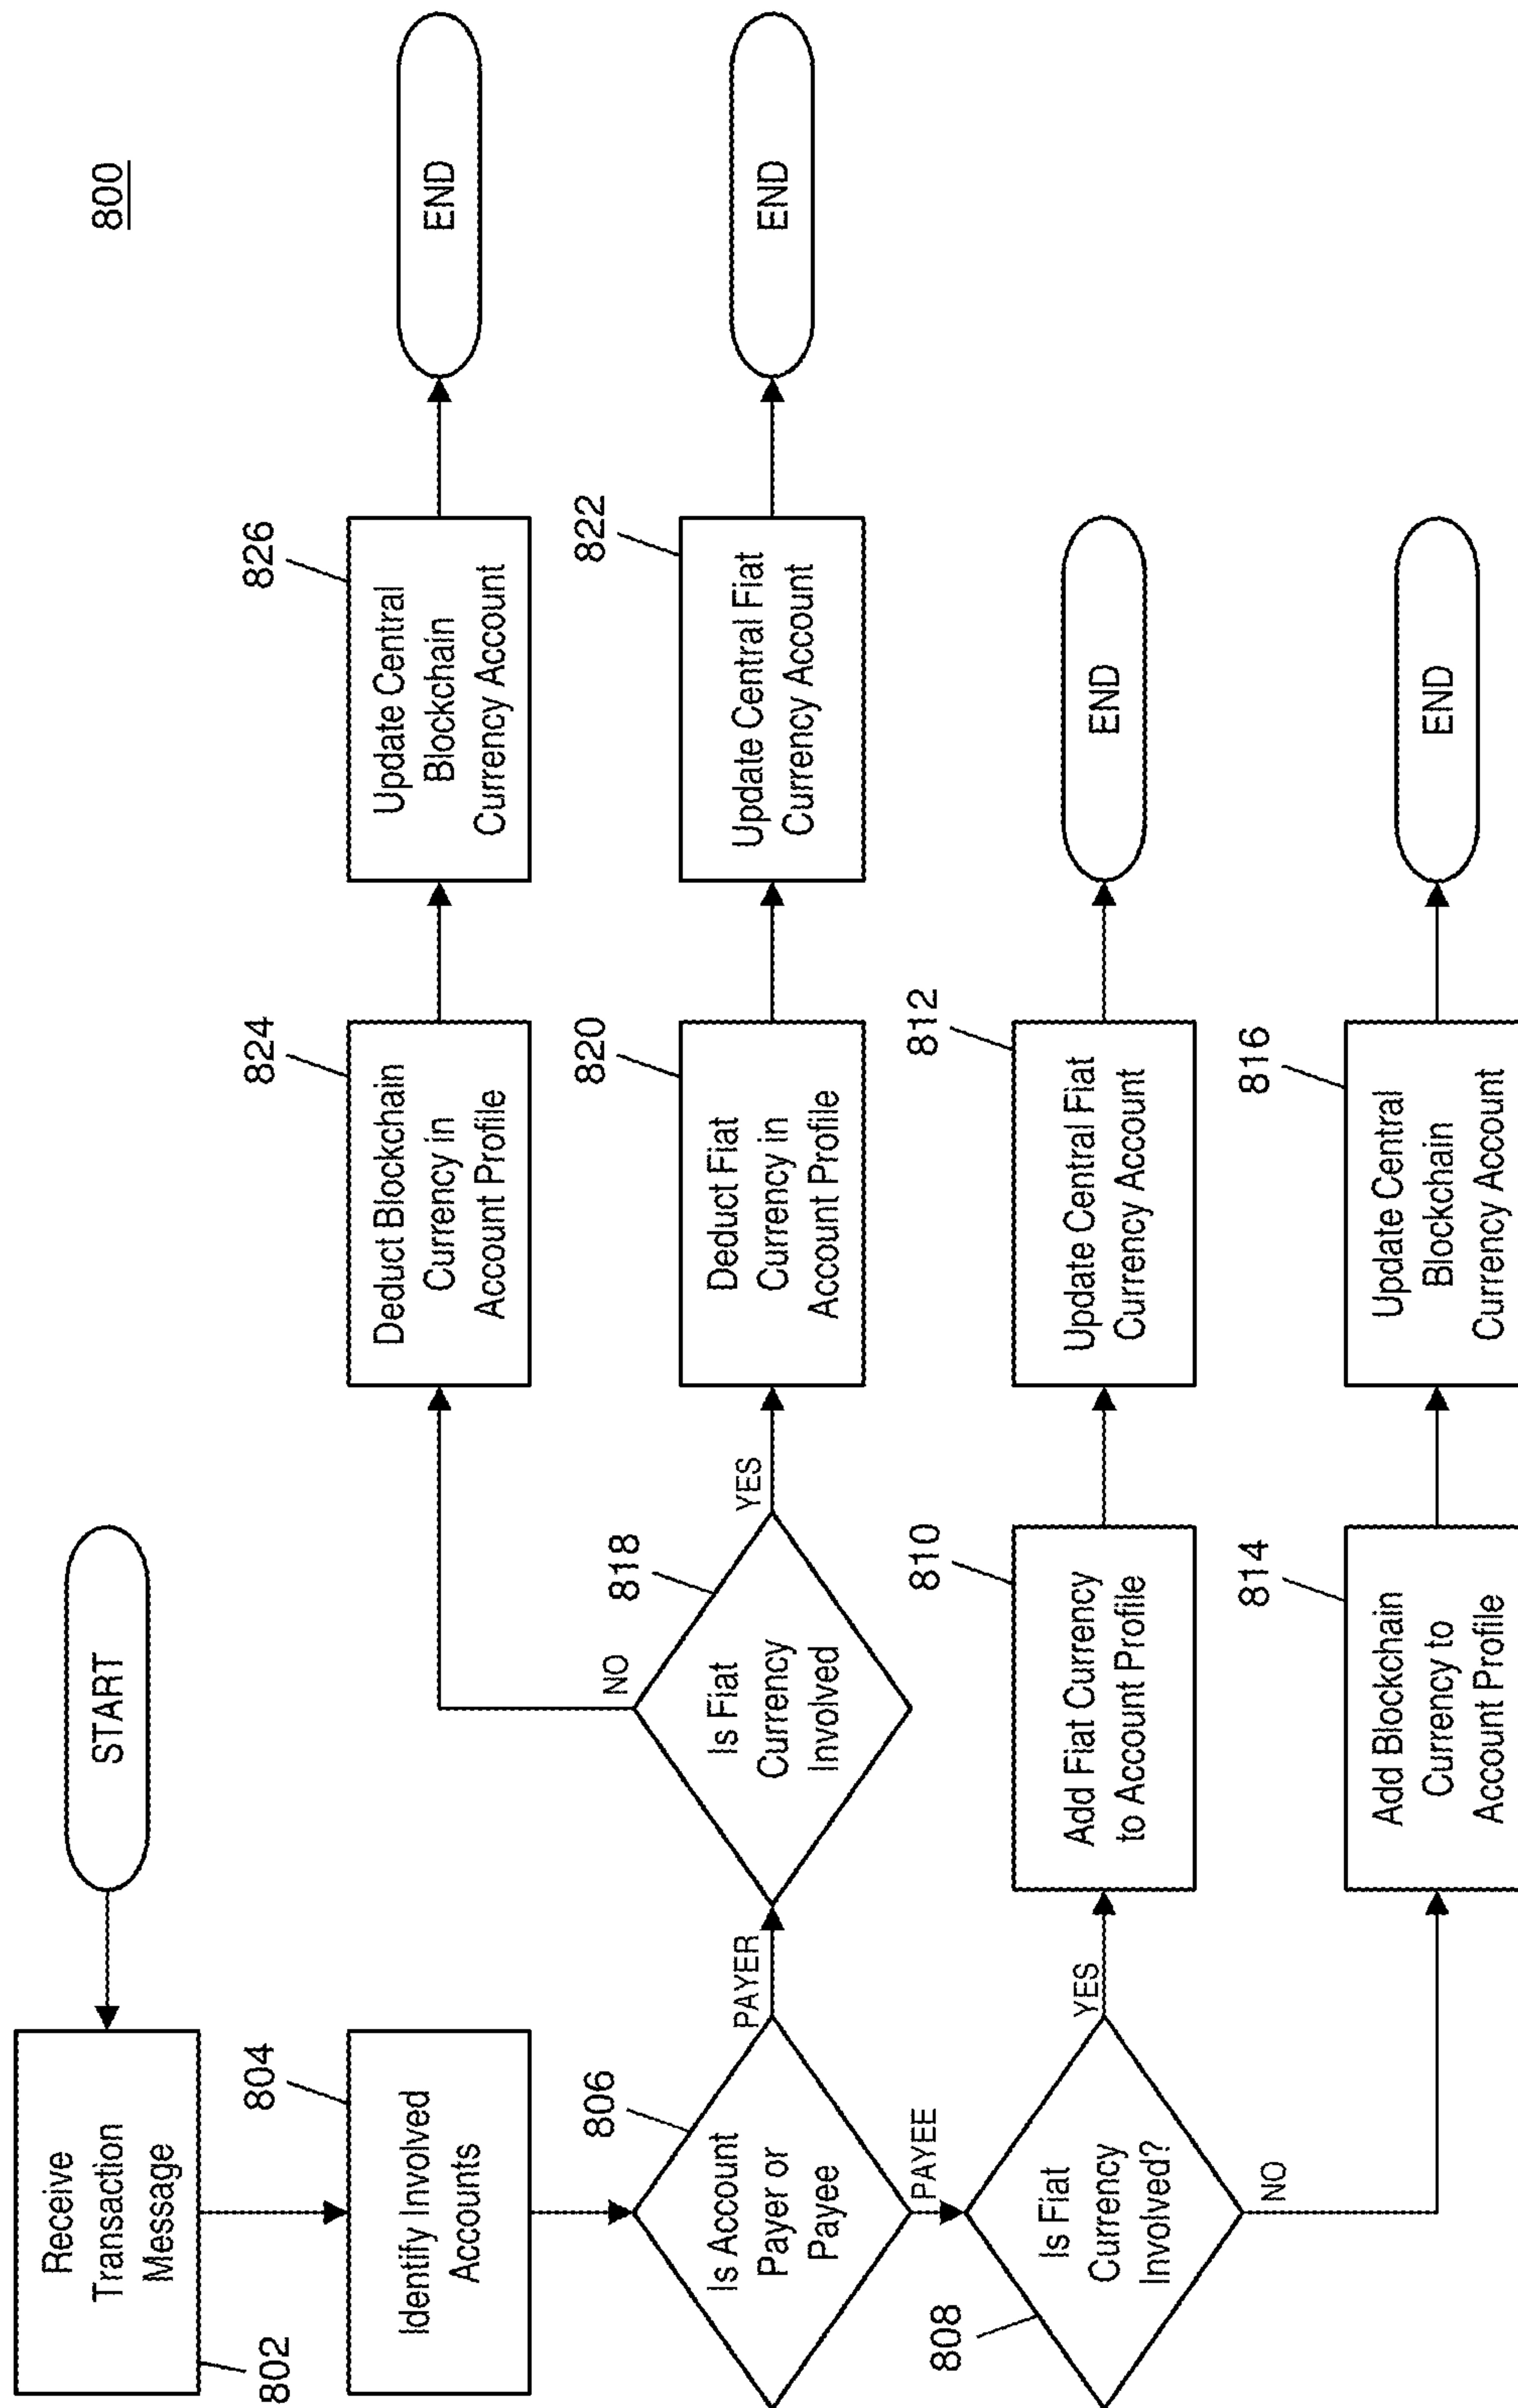 800
START
Receive
Transaction
Message
802
804
Identify Involved
Accounts
806
Is Account
Payer or
Payee
PAYER
PAYEE
818
Is Fiat
Currency
Involved
NO
YES
824
Deduct Blockchain
Currency in
Account Profile
826
Update Central
Blockchain
Currency Account
END
820
Deduct Fiat
Currency in
Account Profile
822
Update Central Fiat
Currency Account
END
808
Is Fiat
Currency
Involved?
YES
NO
810
Add Fiat Currency
to Account Profile
812
Update Central Fiat
Currency Account
END
814
Add Blockchain
Currency to
Account Profile
816
Update Central
Blockchain
Currency Account
END